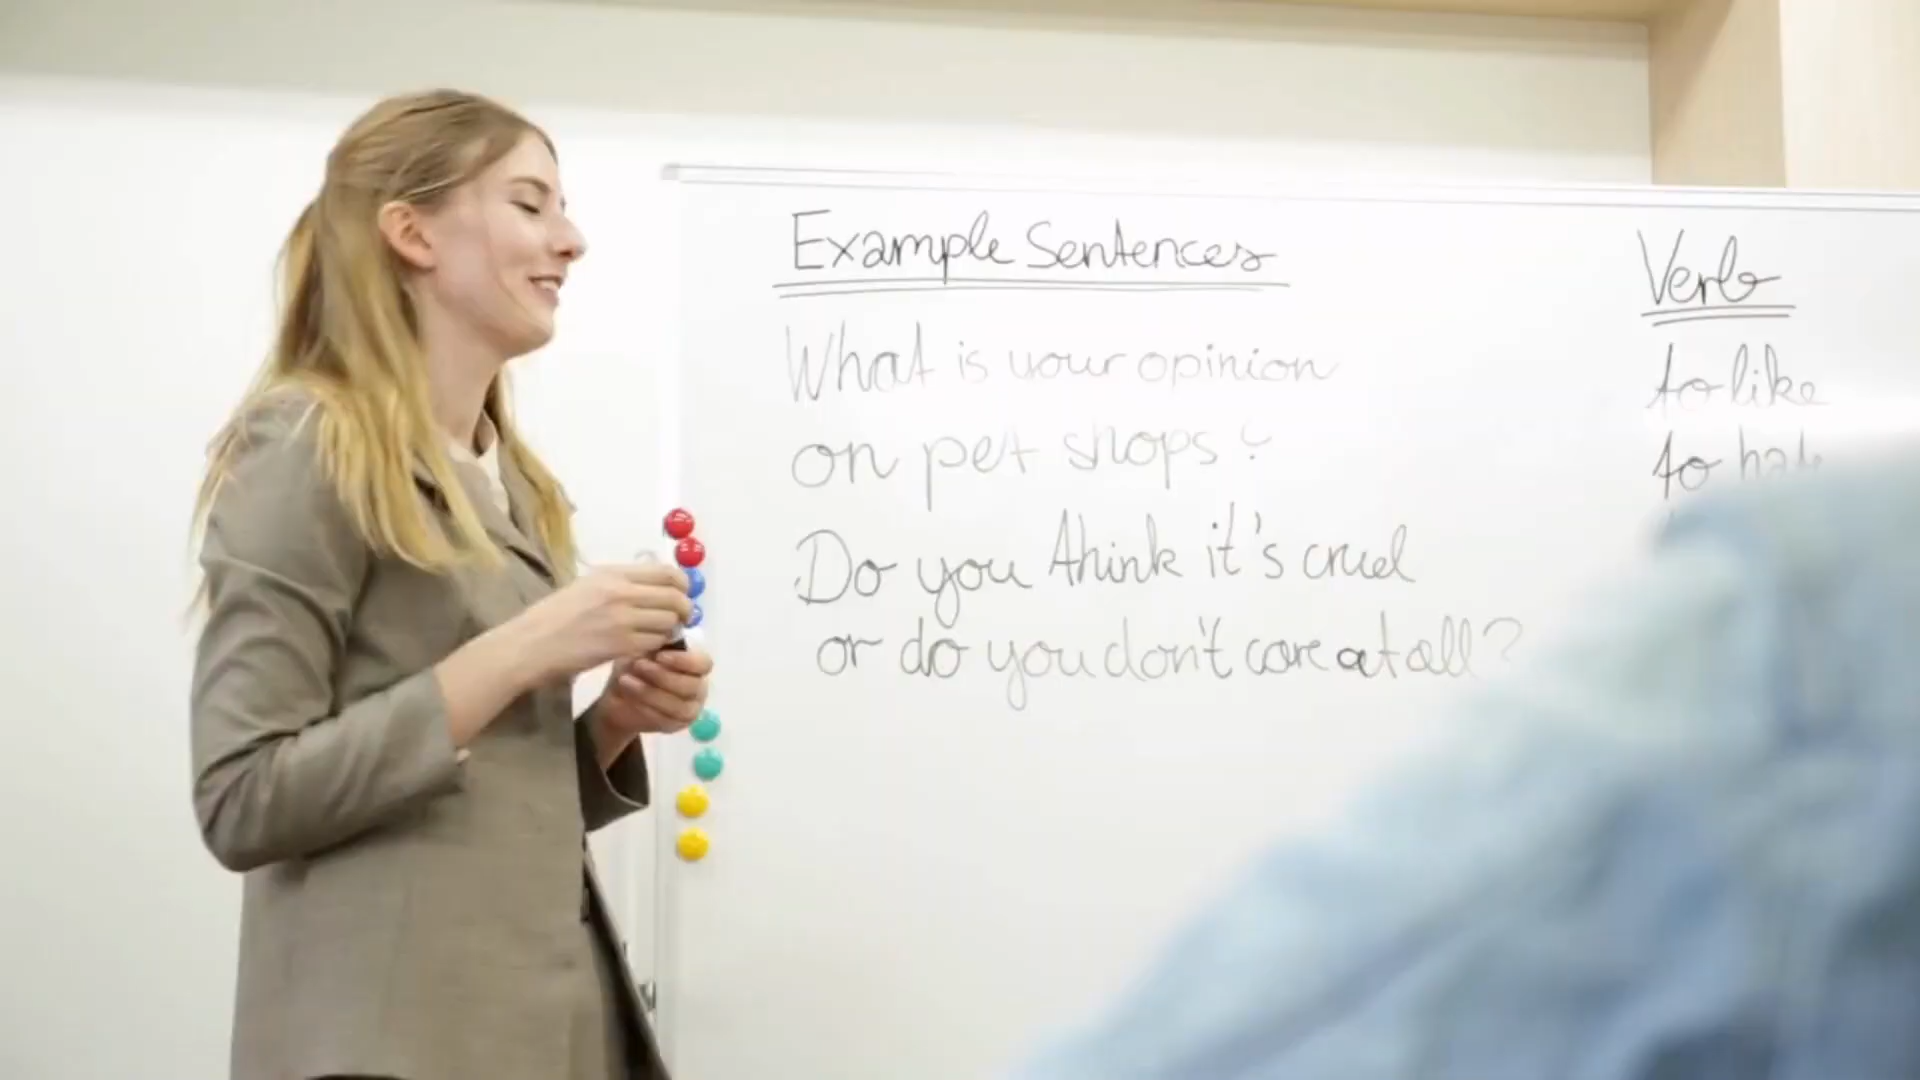 Example Sentences
What is your opinion
on pet shops?
Do you think it's cruel
or do you don't care at all?
Verb
to like
to